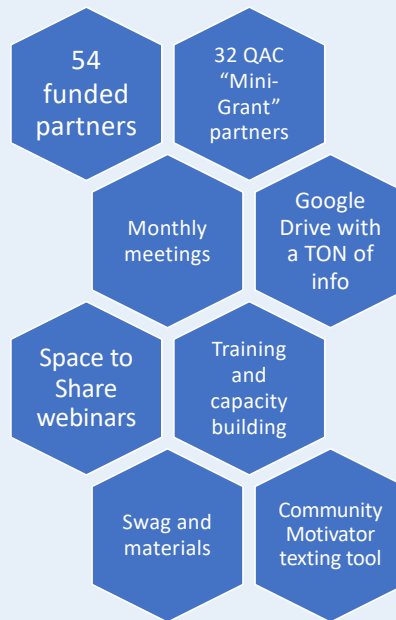 54
funded
partners
32 QAC
“Mini-
Grant”
partners
Monthly
meetings
Google
Drive with
a TON of
info
Space to
Share
webinars
Training
and
capacity
building
Swag and
materials
Community
Motivator
texting tool